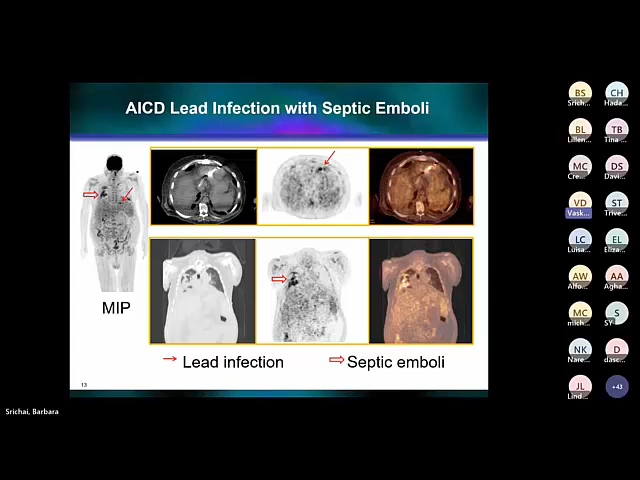 AICD Lead Infection with Septic Emboli
MIP
Lead infection
Septic emboli
13
Srichai, Barbara
BS
Srich...
CH
Hada...
BL
Lillen...
TB
Tina ...
MC
Cre...
DS
Davi...
VD
Vask...
ST
Trive...
LC
Luisa...
EL
Eliza...
AW
Alfo...
AA
Agha...
MC
mich...
S
SY
NK
Nare...
D
dasc...
JL
Lind...
+43